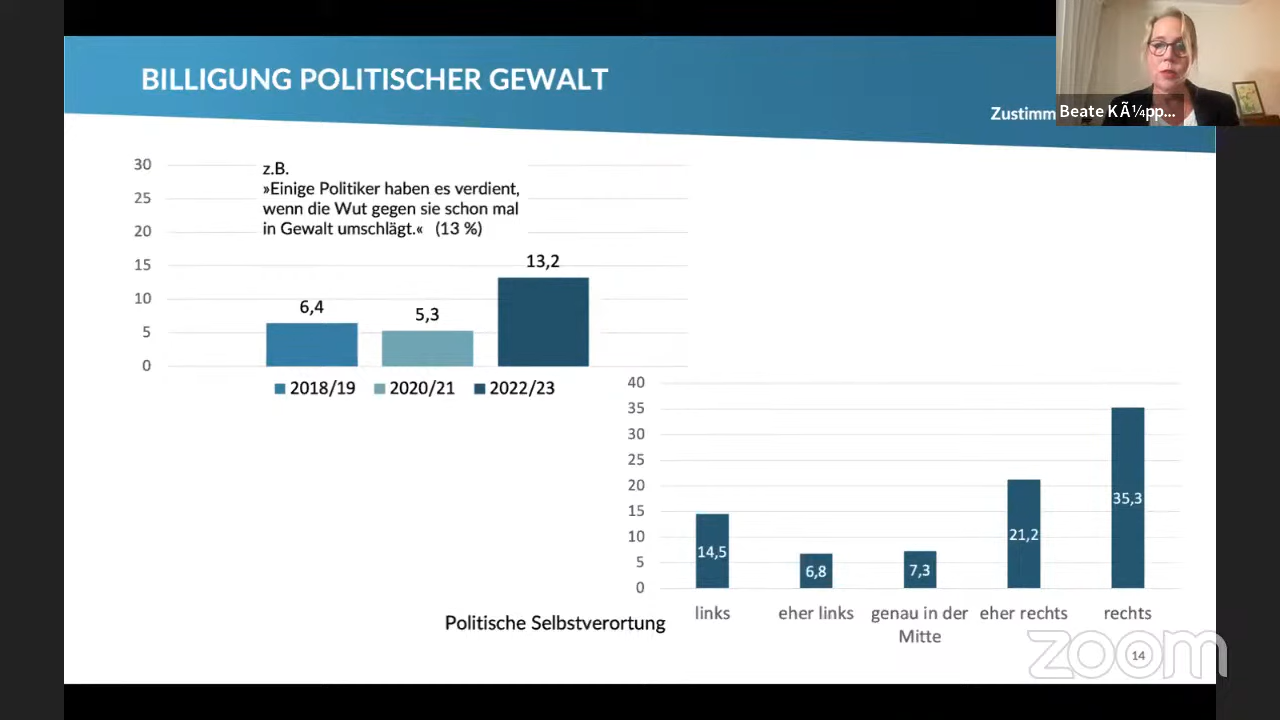 BILLIGUNG POLITISCHER GEWALT
Zustimm
Beate KÃ¼pp...
z.B.
»Einige Politiker haben es verdient,
wenn die Wut gegen sie schon mal
in Gewalt umschlägt.« (13 %)
30
25
20
15
10
5
0
6,4
5,3
13,2
2018/19 2020/21 2022/23
40
35
30
25
20
15
10
5
0
14,5
6,8
7,3
21,2
35,3
links eher links genau in der eher rechts rechts
Mitte
Politische Selbstverortung
zoom
14